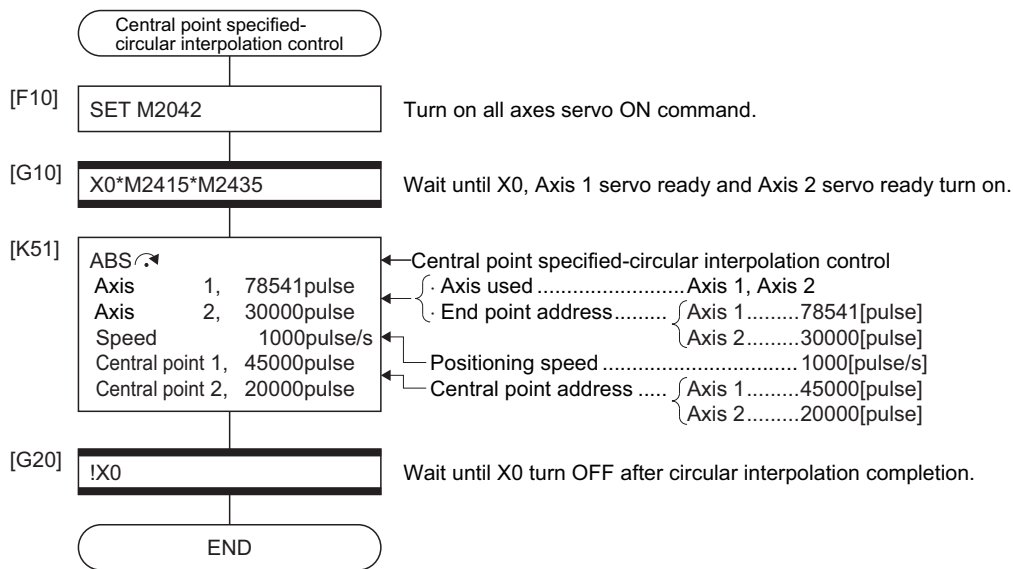 Central point specified-
circular interpolation control
[F10]
SET M2042
Turn on all axes servo ON command.
[G10]
X0*M2415*M2435
Wait until X0, Axis 1 servo ready and Axis 2 servo ready turn on.
[K51]
ABS
Axis 1, 78541pulse
Axis 2, 30000pulse
Speed 1000pulse/s
Central point 1, 45000pulse
Central point 2, 20000pulse
Central point specified-circular interpolation control
· Axis used ....................... Axis 1, Axis 2
· End point address......... Axis 1.........78541[pulse]
Axis 2.........30000[pulse]
Positioning speed .................................. 1000[pulse/s]
Central point address ..... Axis 1.........45000[pulse]
Axis 2.........20000[pulse]
[G20]
!X0
Wait until X0 turn OFF after circular interpolation completion.
END